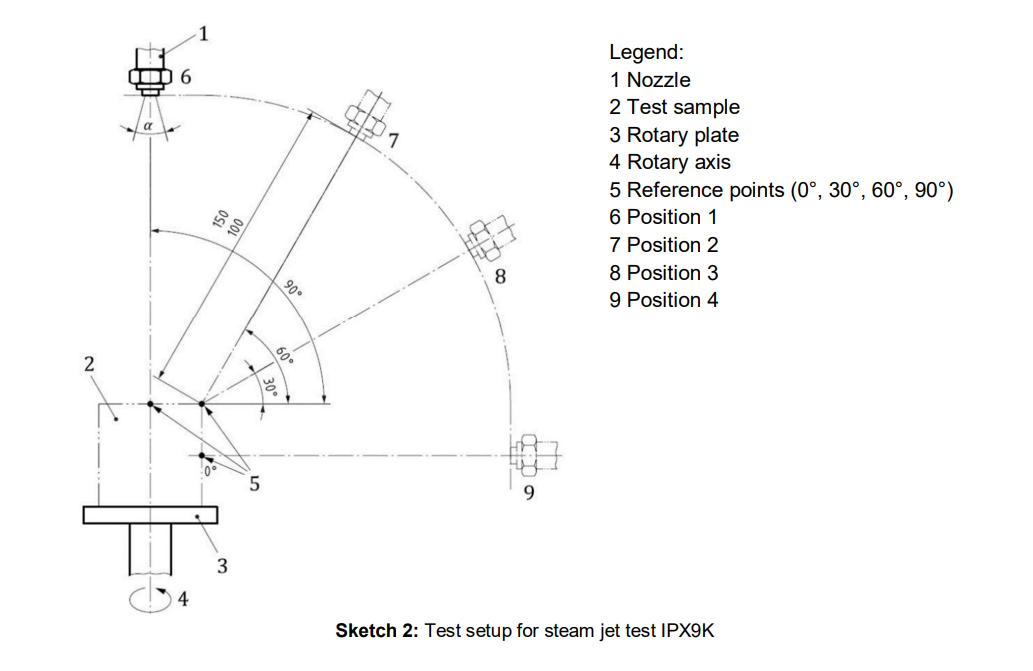 1
6
α
7
150
100
8
90°
60°
30°
2
0°
5
9
3
4
Legend:
1 Nozzle
2 Test sample
3 Rotary plate
4 Rotary axis
5 Reference points (0°, 30°, 60°, 90°)
6 Position 1
7 Position 2
8 Position 3
9 Position 4
Sketch 2: Test setup for steam jet test IPX9K